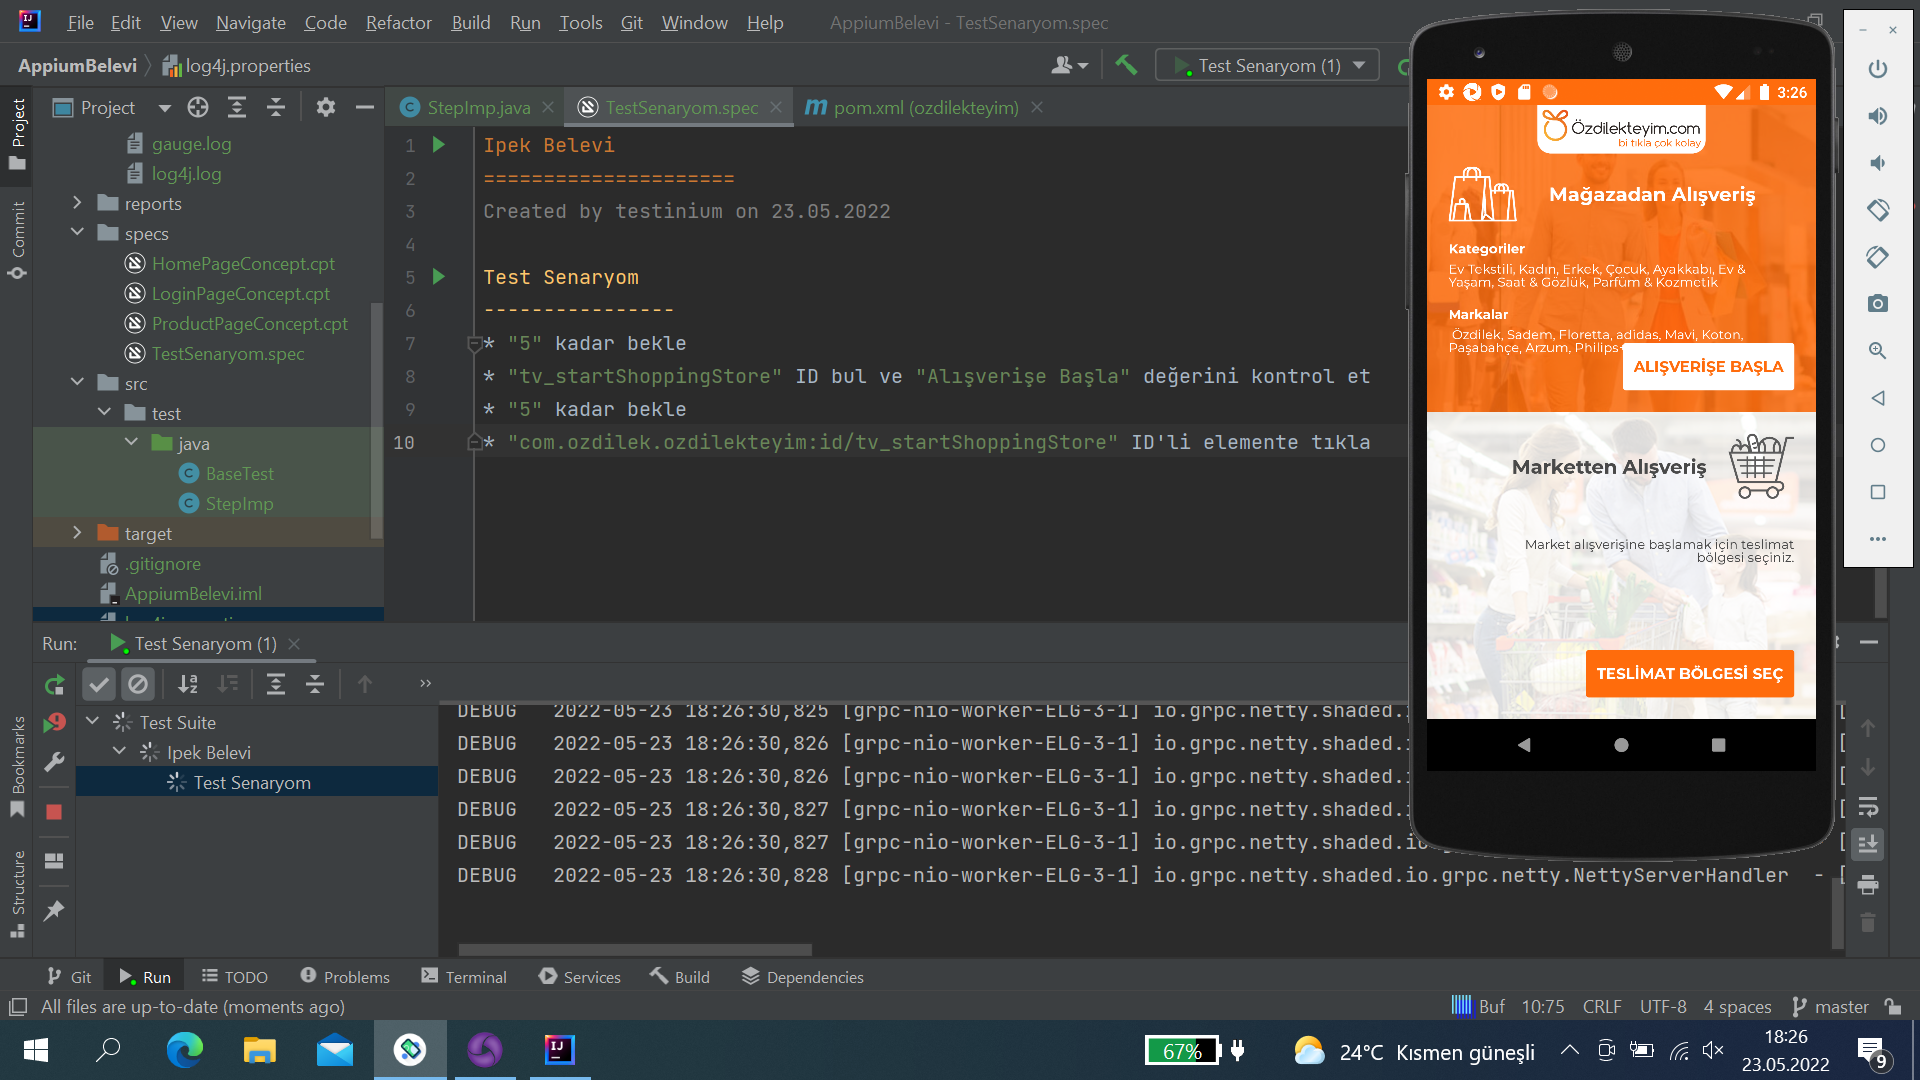 File Edit View Navigate Code Refactor Build Run Tools Git Window Help AppiumBelevi - TestSenaryom.spec
AppiumBelevi log4j.properties
Test Senaryom (1)
Project
StepImp.java
TestSenaryom.spec
pom.xml (ozdilekteyim)
Project
Commit
Bookmarks
Structure
gauge.log
log4j.log
reports
specs
HomePageConcept.cpt
LoginPageConcept.cpt
ProductPageConcept.cpt
TestSenaryom.spec
src
test
java
BaseTest
StepImp
target
.gitignore
AppiumBelevi.iml
1 Ipek Belevi
2 =====================
3 Created by testinium on 23.05.2022
4
5 Test Senaryom
6 ----------------
7 * "5" kadar bekle
8 * "tv_startShoppingStore" ID bul ve "Alışverişe Başla" değerini kontrol et
9 * "5" kadar bekle
10 * "com.ozdilek.ozdilekteyim:id/tv_startShoppingStore" ID'li elemente tıkla
3:26
Özdilekteyim.com
bi tıkla çok kolay
Mağazadan Alışveriş
Kategoriler
Ev Tekstili, Kadın, Erkek, Çocuk, Ayakkabı, Ev &
Yaşam, Saat & Gözlük, Parfüm & Kozmetik
Markalar
Özdilek, Sadem, Floretta, adidas, Mavi, Koton,
Paşabahçe, Arzum, Philips
ALIŞVERİŞE BAŞLA
Marketten Alışveriş
Market alışverişine başlamak için teslimat
bölgesi seçiniz.
TESLİMAT BÖLGESİ SEÇ
Run: Test Senaryom (1)
Test Suite
Ipek Belevi
Test Senaryom
DEBUG 2022-05-23 18:26:30,825 [grpc-nio-worker-ELG-3-1] io.grpc.netty.shaded.i [
DEBUG 2022-05-23 18:26:30,826 [grpc-nio-worker-ELG-3-1] io.grpc.netty.shaded.i [
DEBUG 2022-05-23 18:26:30,826 [grpc-nio-worker-ELG-3-1] io.grpc.netty.shaded.i [
DEBUG 2022-05-23 18:26:30,827 [grpc-nio-worker-ELG-3-1] io.grpc.netty.shaded.i [
DEBUG 2022-05-23 18:26:30,827 [grpc-nio-worker-ELG-3-1] io.grpc.netty.shaded.io [
DEBUG 2022-05-23 18:26:30,828 [grpc-nio-worker-ELG-3-1] io.grpc.netty.shaded.io.grpc.netty.NettyServerHandler - [
Git Run TODO Problems Terminal Services Build Dependencies
All files are up-to-date (moments ago)
Buf 10:75 CRLF UTF-8 4 spaces master
67%
24°C Kısmen güneşli
18:26
23.05.2022
9